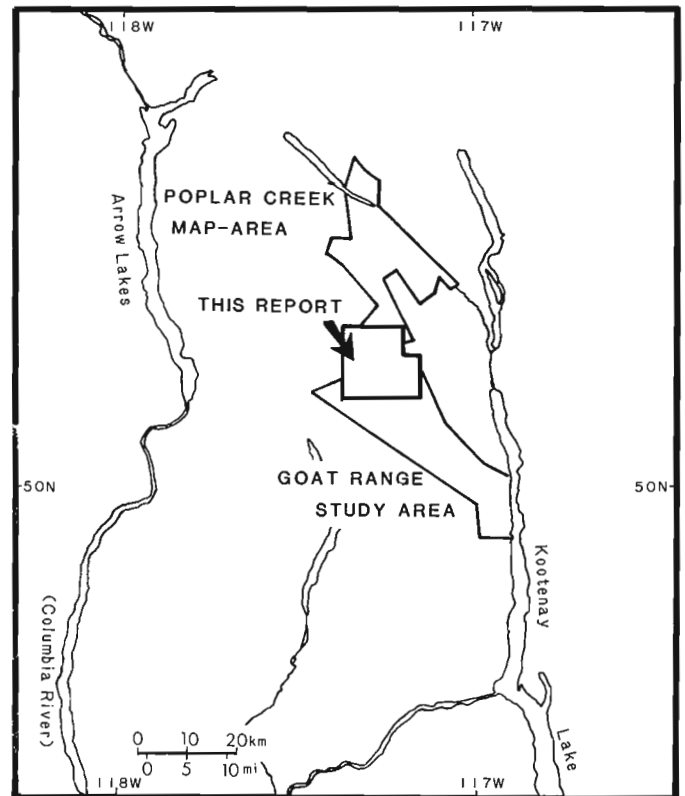 118W 117W
Arrow Lakes
POPLAR CREEK
MAP-AREA
THIS REPORT
50N 50N
GOAT RANGE
STUDY AREA
Kootenay
Lake
(Columbia River)
0 10 20km
0 5 10mi
118W 117W